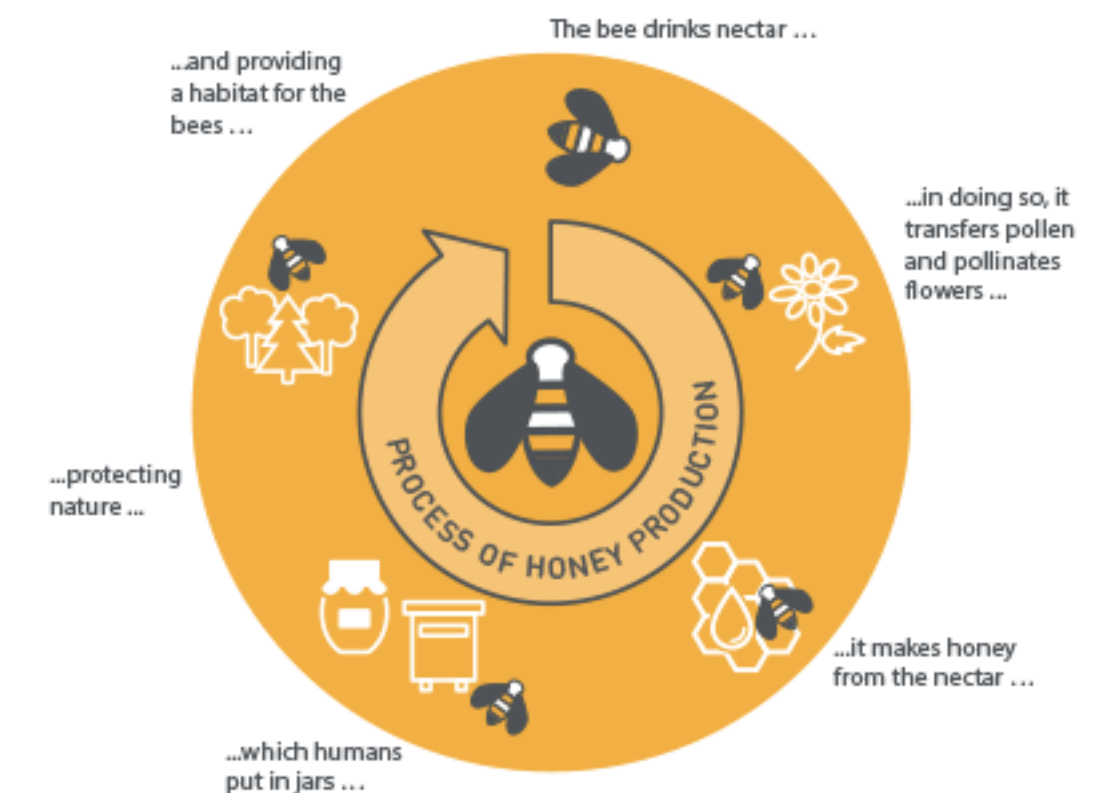 The bee drinks nectar ...
...in doing so, it
transfers pollen
and pollinates
flowers ...
...it makes honey
from the nectar ...
...which humans
put in jars ...
...protecting
nature ...
...and providing
a habitat for the
bees ...
PROCESS OF HONEY PRODUCTION